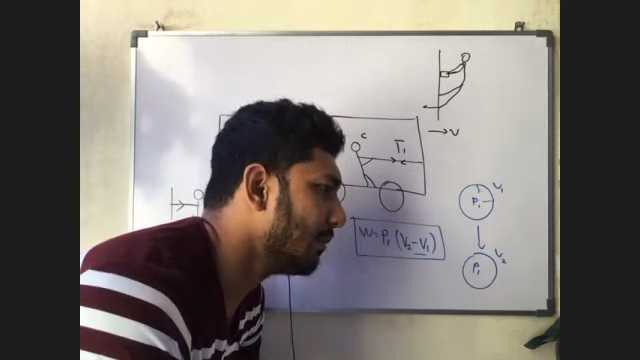 → V
C
T₁
V₁
P₁
W = P₁ (V₂ - V₁)
V₂
P₁